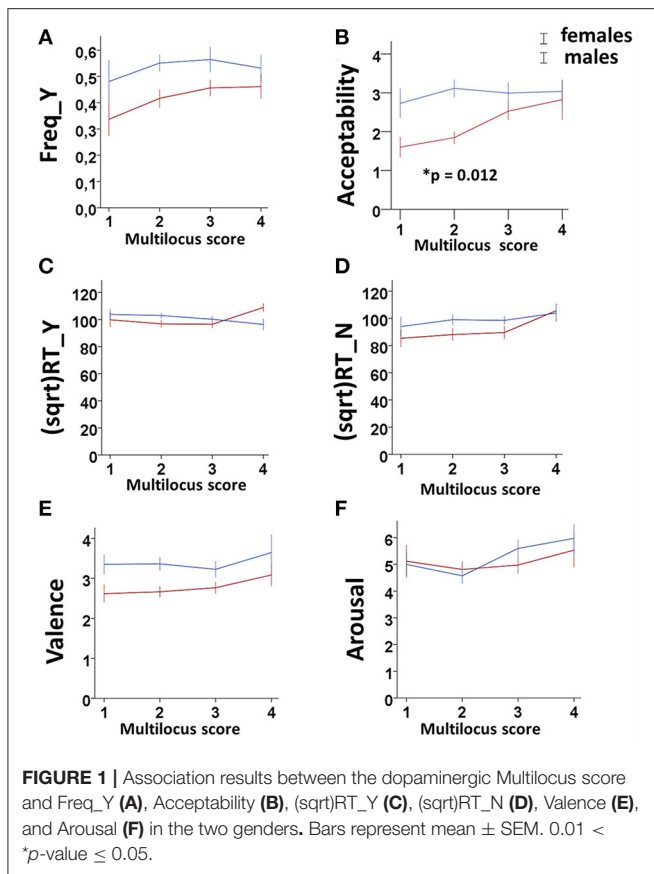 A
Freq_Y
0,6
0,5
0,4
0,3
0,2
0,1
0,0
1 2 3 4
Multilocus score
B
females
males
Acceptability
4
3
2
1
0
*p = 0.012
1 2 3 4
Multilocus score
C
(sqrt)RT_Y
120
100
80
60
40
20
0
1 2 3 4
Multilocus score
D
(sqrt)RT_N
120
100
80
60
40
20
0
1 2 3 4
Multilocus score
E
Valence
4
3
2
1
0
1 2 3 4
Multilocus score
F
Arousal
6
5
4
3
2
1
0
1 2 3 4
Multilocus score
FIGURE 1 | Association results between the dopaminergic Multilocus score
and Freq_Y (A), Acceptability (B), (sqrt)RT_Y (C), (sqrt)RT_N (D), Valence (E),
and Arousal (F) in the two genders. Bars represent mean ± SEM. 0.01 <
*p-value ≤ 0.05.